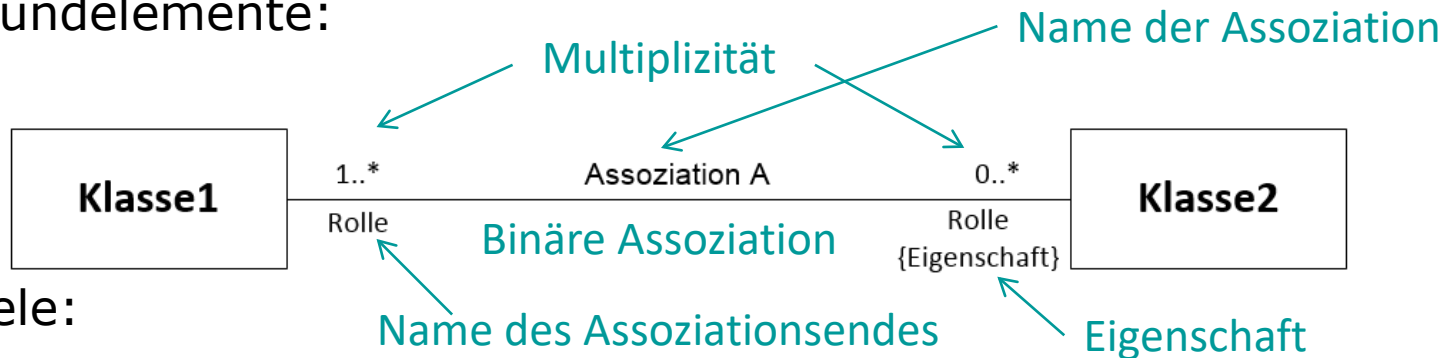 undelemente:
Name der Assoziation
Multiplizität
1..*
Assoziation A
0..*
Klasse1
Klasse2
Rolle
Binäre Assoziation
Rolle
{Eigenschaft}
ele:
Name des Assoziationsendes
Eigenschaft